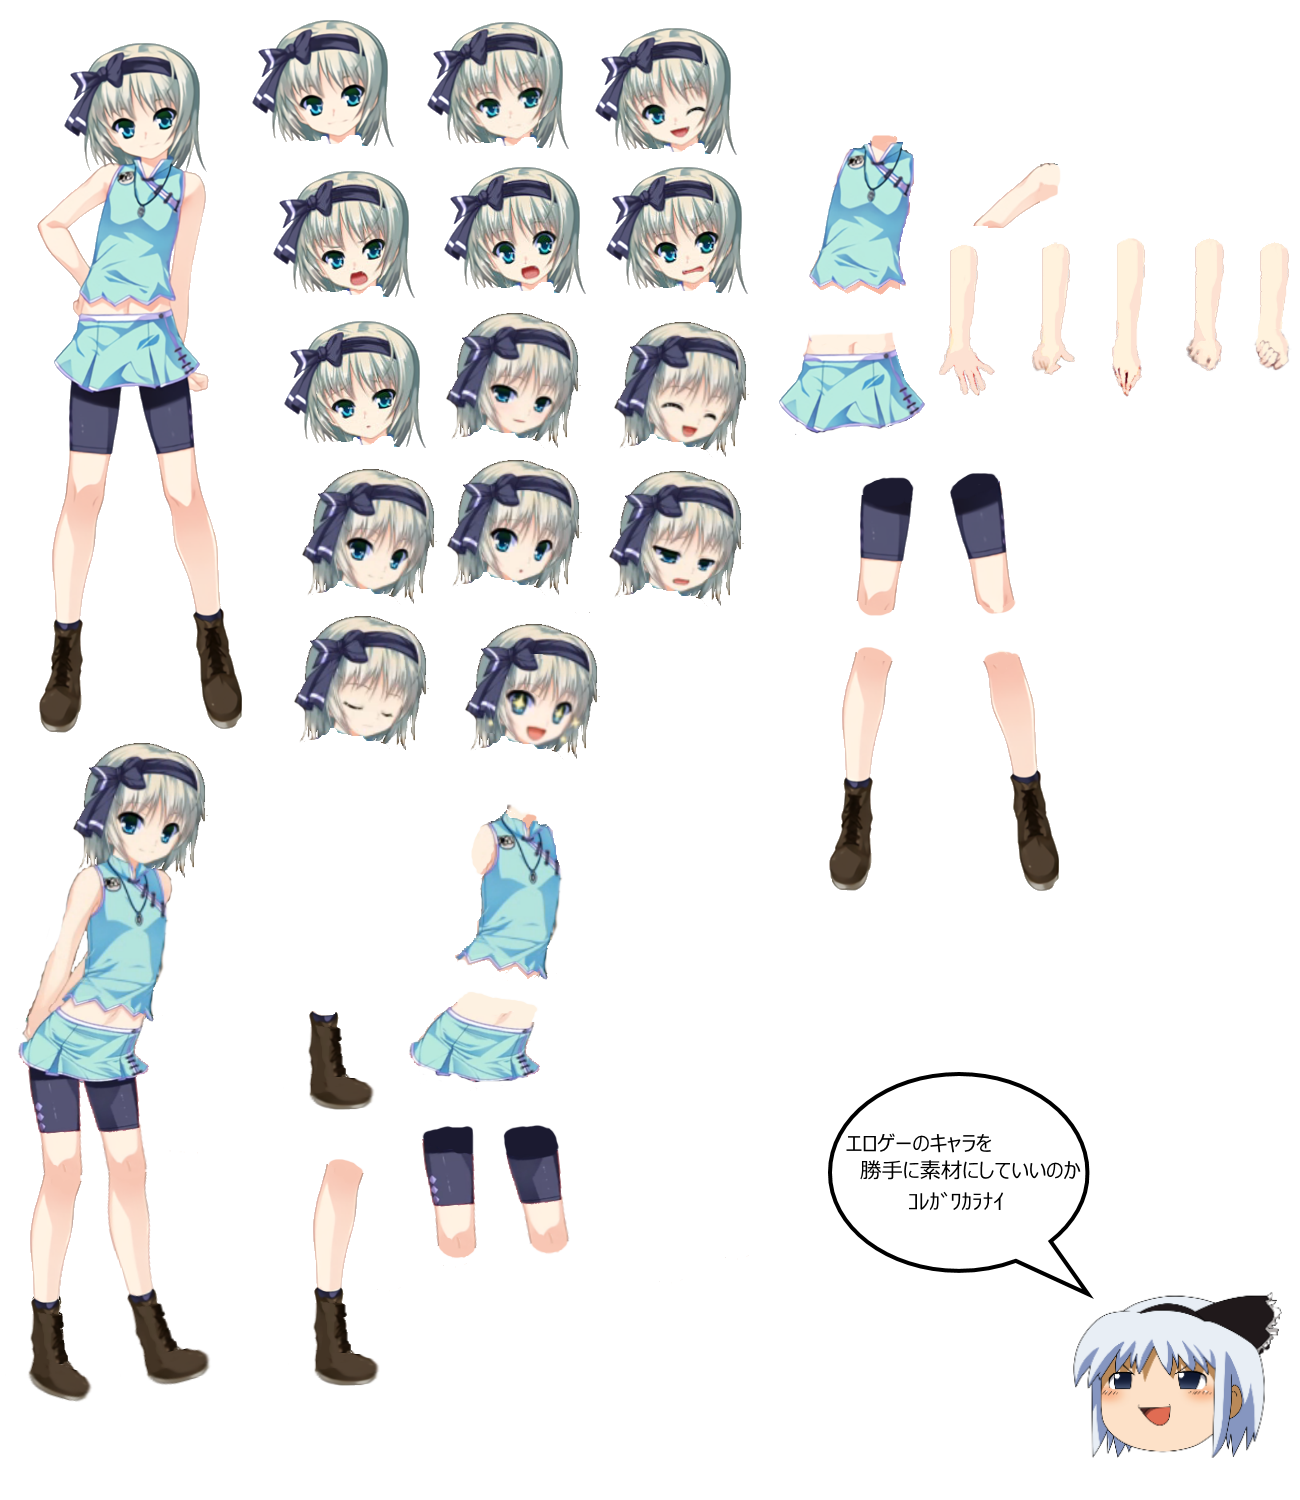 エロゲーのキャラを
勝手に素材にしていいのか
ｺﾚｶﾞﾜｶﾗﾅｲ